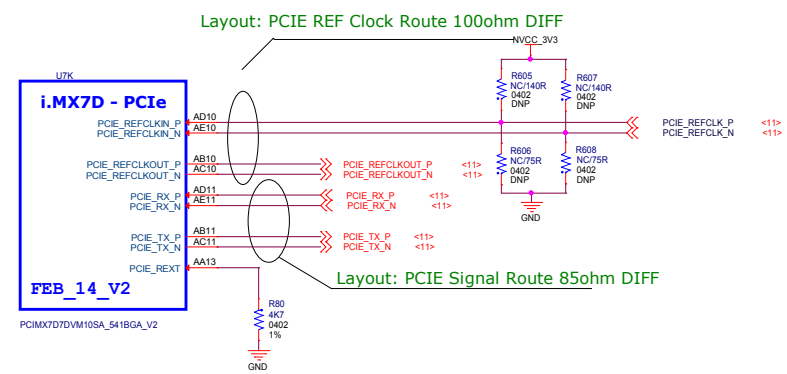 Layout: PCIE REF Clock Route 100ohm DIFF
NVCC_3V3
U7K
i.MX7D - PCIe
R605
NC/140R
0402
DNP
R607
NC/140R
0402
DNP
PCIE_REFCLKIN_P AD10
PCIE_REFCLKIN_N AE10
PCIE_REFCLK_P <11>
PCIE_REFCLK_N <11>
R606
NC/75R
0402
DNP
R608
NC/75R
0402
DNP
GND
PCIE_REFCLKOUT_P AB10 PCIE_REFCLKOUT_P <11>
PCIE_REFCLKOUT_N AC10 PCIE_REFCLKOUT_N <11>
PCIE_RX_P AD11 PCIE_RX_P <11>
PCIE_RX_N AE11 PCIE_RX_N <11>
PCIE_TX_P AB11 PCIE_TX_P <11>
PCIE_TX_N AC11 PCIE_TX_N <11>
PCIE_REXT AA13
Layout: PCIE Signal Route 85ohm DIFF
FEB_14_V2
PCIMX7D7DVM10SA_541BGA_V2
R80
4K7
0402
1%
GND